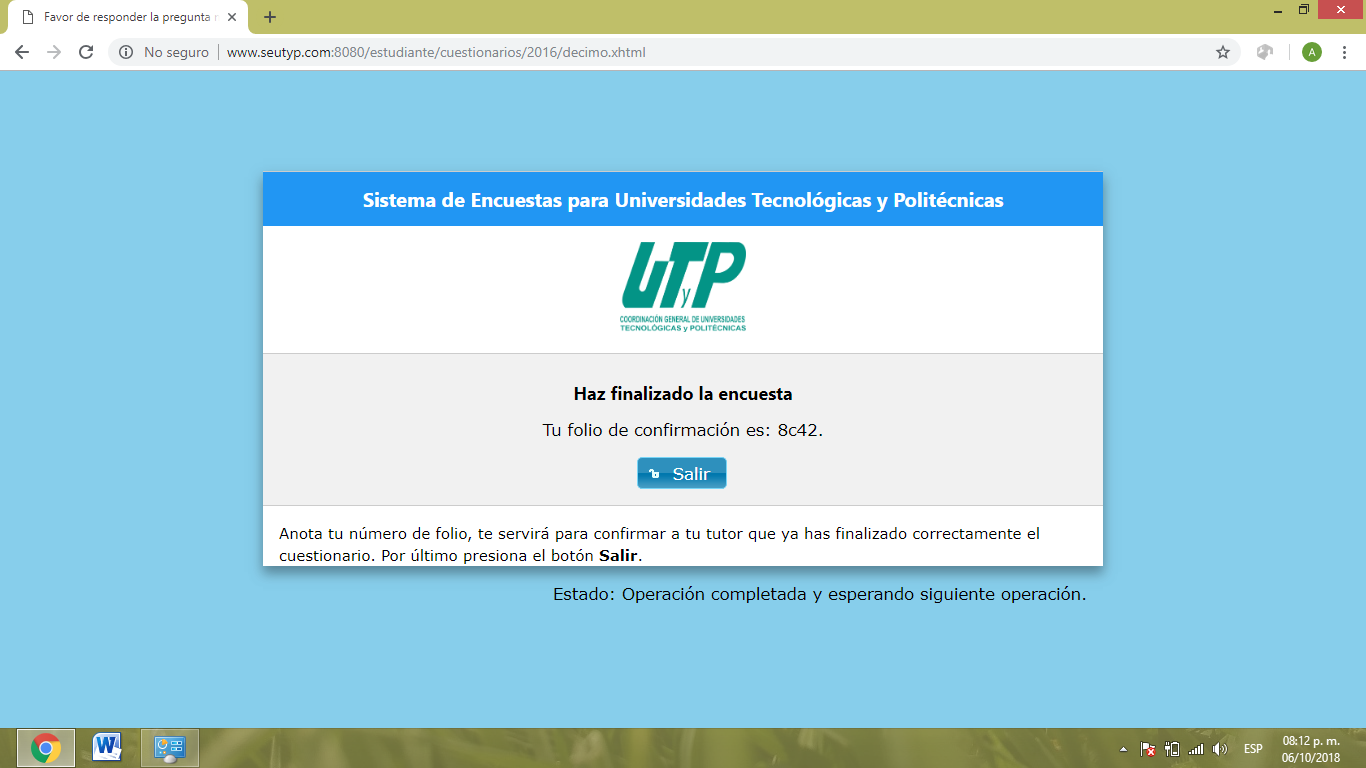 Favor de responder la pregunta
No seguro
www.seutyp.com:8080/estudiante/cuestionarios/2016/decimo.xhtml
A
Sistema de Encuestas para Universidades Tecnológicas y Politécnicas
UTyP
COORDINACIÓN GENERAL DE UNIVERSIDADES
TECNOLÓGICAS y POLITÉCNICAS
Haz finalizado la encuesta
Tu folio de confirmación es: 8c42.
Salir
Anota tu número de folio, te servirá para confirmar a tu tutor que ya has finalizado correctamente el
cuestionario. Por último presiona el botón Salir.
Estado: Operación completada y esperando siguiente operación.
W
ESP
08:12 p. m.
06/10/2018